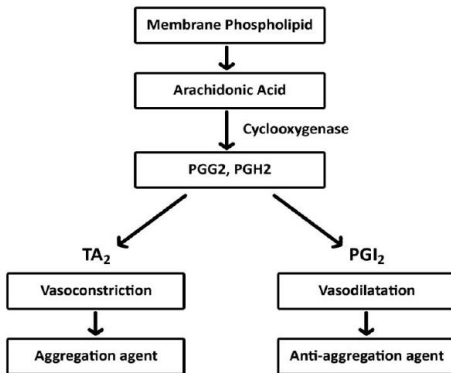 Membrane Phospholipid
Arachidonic Acid
Cyclooxygenase
PGG2, PGH2
TA₂
PGI₂
Vasoconstriction
Vasodilatation
Aggregation agent
Anti-aggregation agent